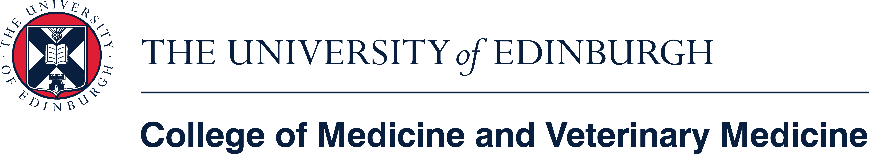 THE UNIVERSITY OF EDINBURGH
THE UNIVERSITY of EDINBURGH
College of Medicine and Veterinary Medicine